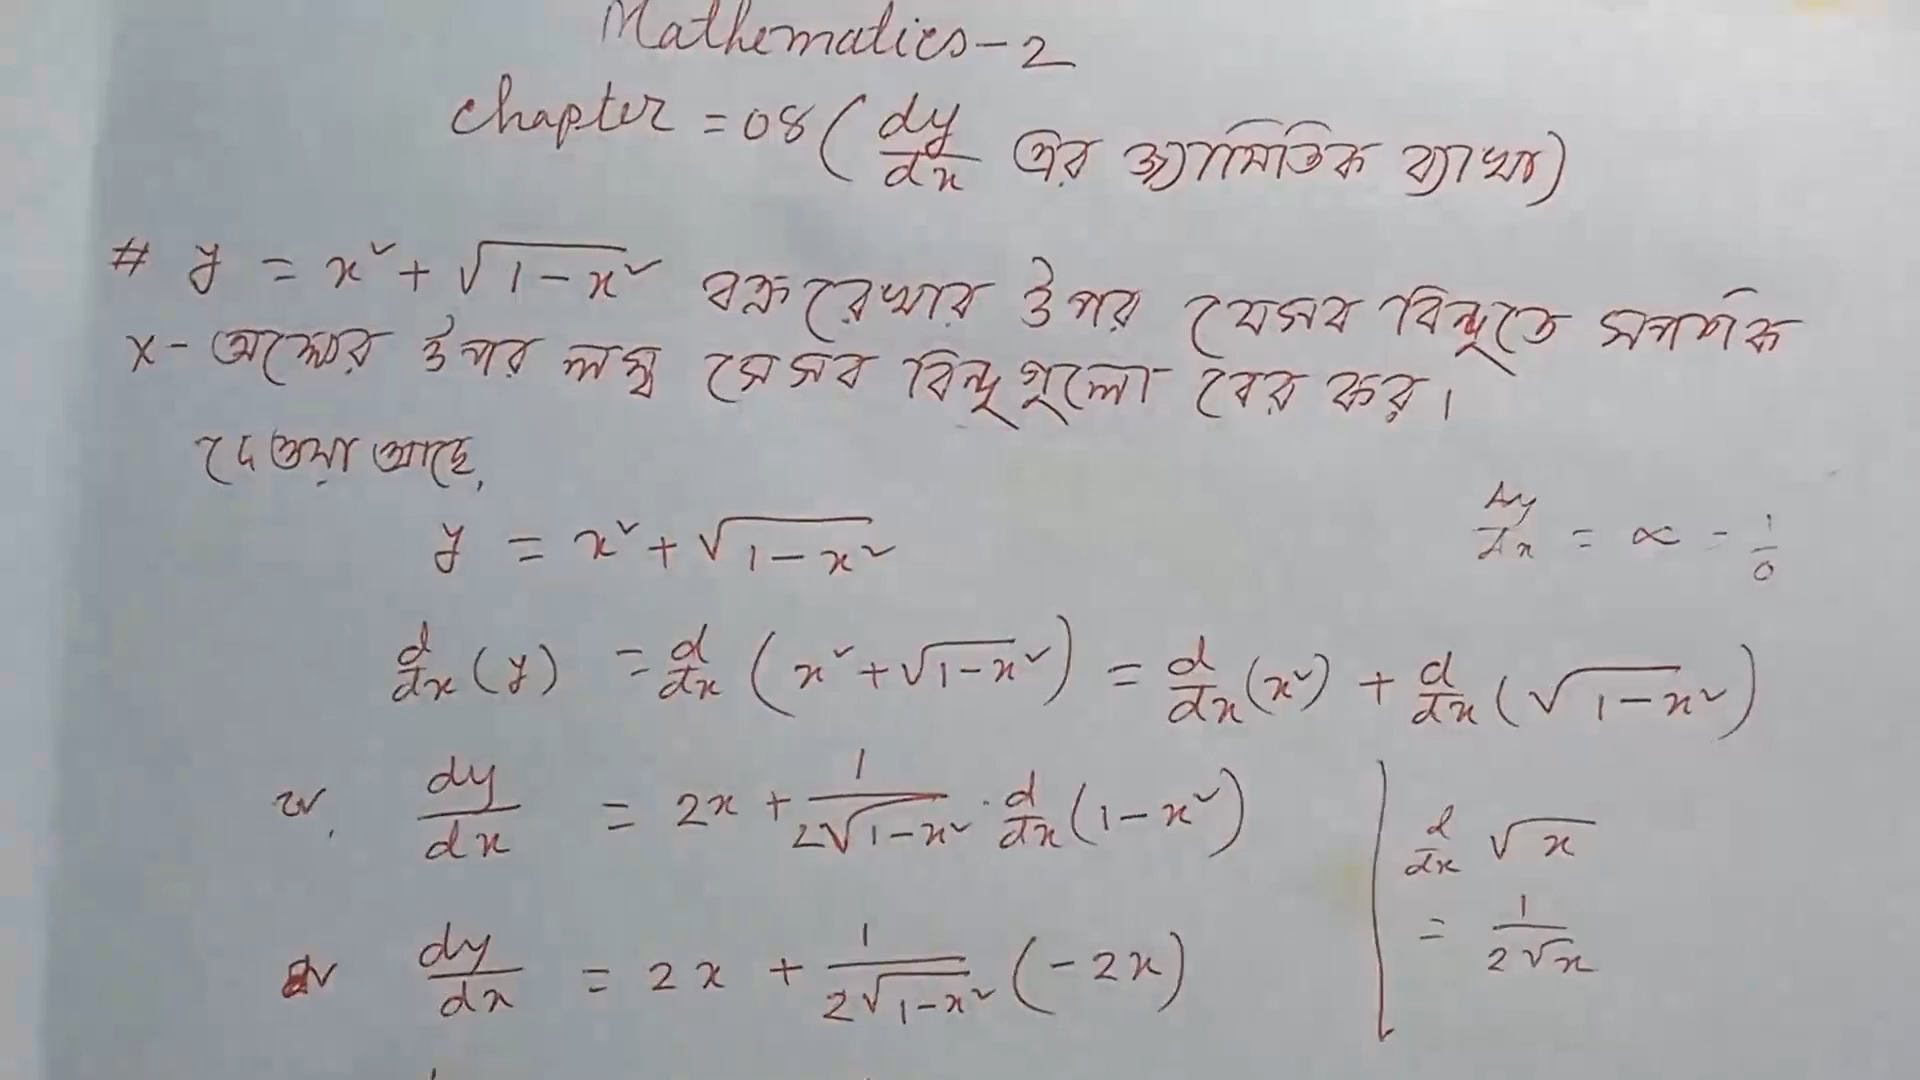 Mathematics-2
Chapter = 08 (dy/dx এর জ্যামিতিক ব্যাখা)
# y = x² + √(1-x²) বক্ররেখার উপর যেসব বিন্দুতে স্পর্শক
x-অক্ষের উপর লম্ব সেসব বিন্দুগুলো বের কর।
দেওয়া আছে,
y = x² + √(1-x²)
dy/dx = ∝ - 1/0
d/dx (y) = d/dx (x² + √(1-x²)) = d/dx (x²) + d/dx (√(1-x²))
or, dy/dx = 2x + 1/(2√(1-x²)) · d/dx (1-x²)
d/dx √x
= 1/(2√x)
or dy/dx = 2x + 1/(2√(1-x²)) (-2x)